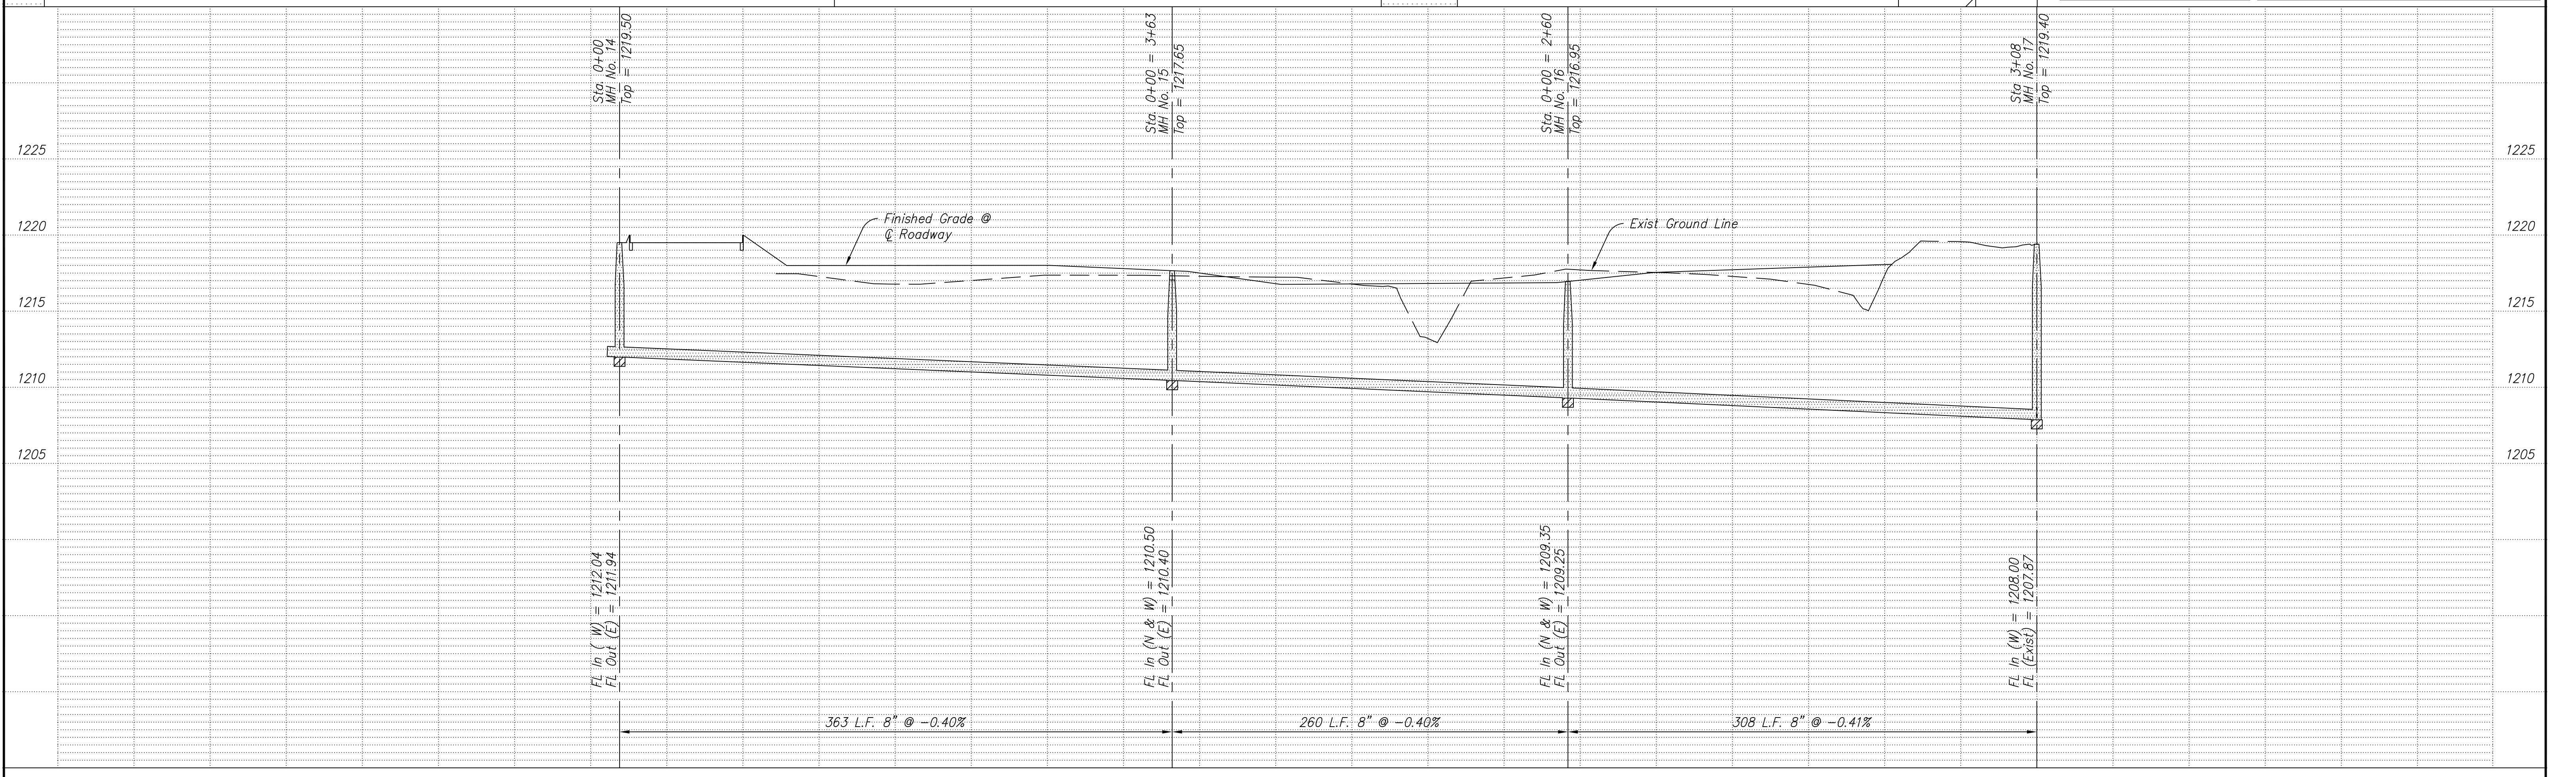 Sta. 0+00
MH No. 14
Top = 1219.50
Sta. 0+00 = 3+63
MH No. 15
Top = 1217.65
Sta. 0+00 = 2+60
MH No. 16
Top = 1216.95
Sta 3+08
MH No. 17
Top = 1219.40
1225
1225
1220
Finished Grade @
℄ Roadway
Exist Ground Line
1220
1215
1215
1210
1210
1205
1205
FL In ( W) = 1212.04
FL Out (E) = 1211.94
FL In (N & W) = 1210.50
FL Out (E) = 1210.40
FL In (N & W) = 1209.35
FL Out (E) = 1209.25
FL In (W) = 1208.00
FL (Exist) = 1207.87
363 L.F. 8" @ -0.40%
260 L.F. 8" @ -0.40%
308 L.F. 8" @ -0.41%